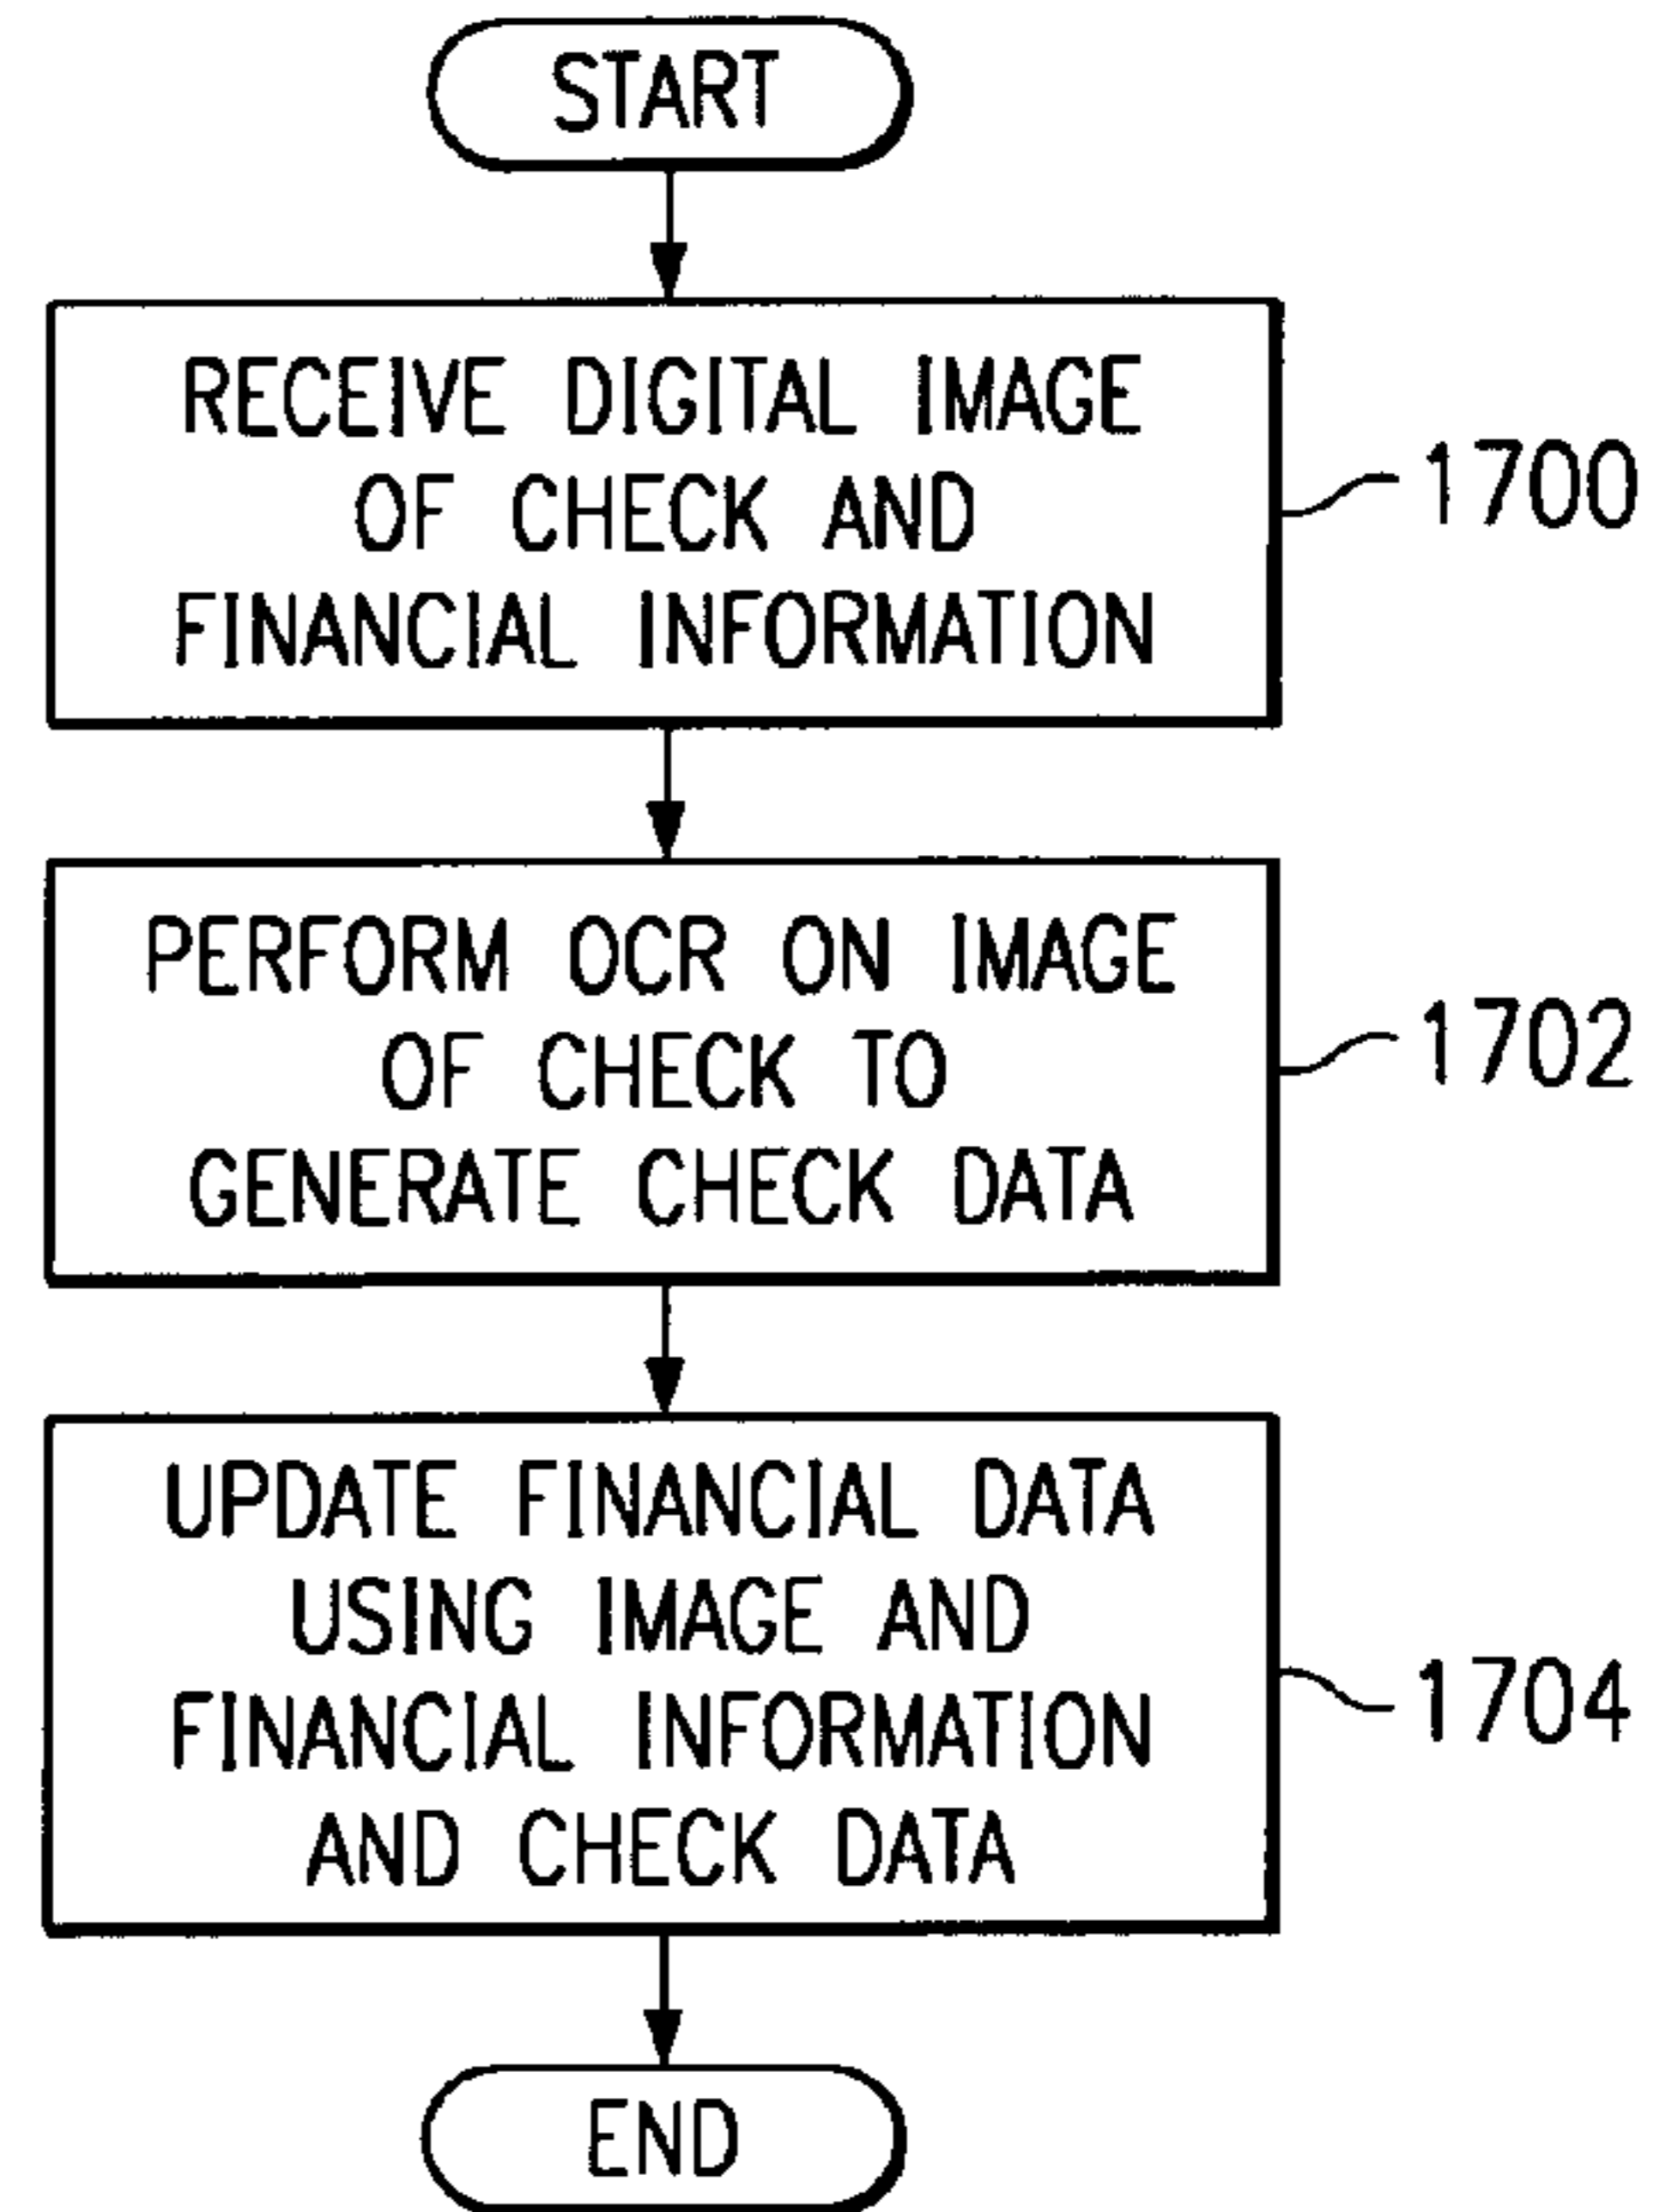 START
RECEIVE DIGITAL IMAGE
OF CHECK AND
FINANCIAL INFORMATION
1700
PERFORM OCR ON IMAGE
OF CHECK TO
GENERATE CHECK DATA
1702
UPDATE FINANCIAL DATA
USING IMAGE AND
FINANCIAL INFORMATION
AND CHECK DATA
1704
END